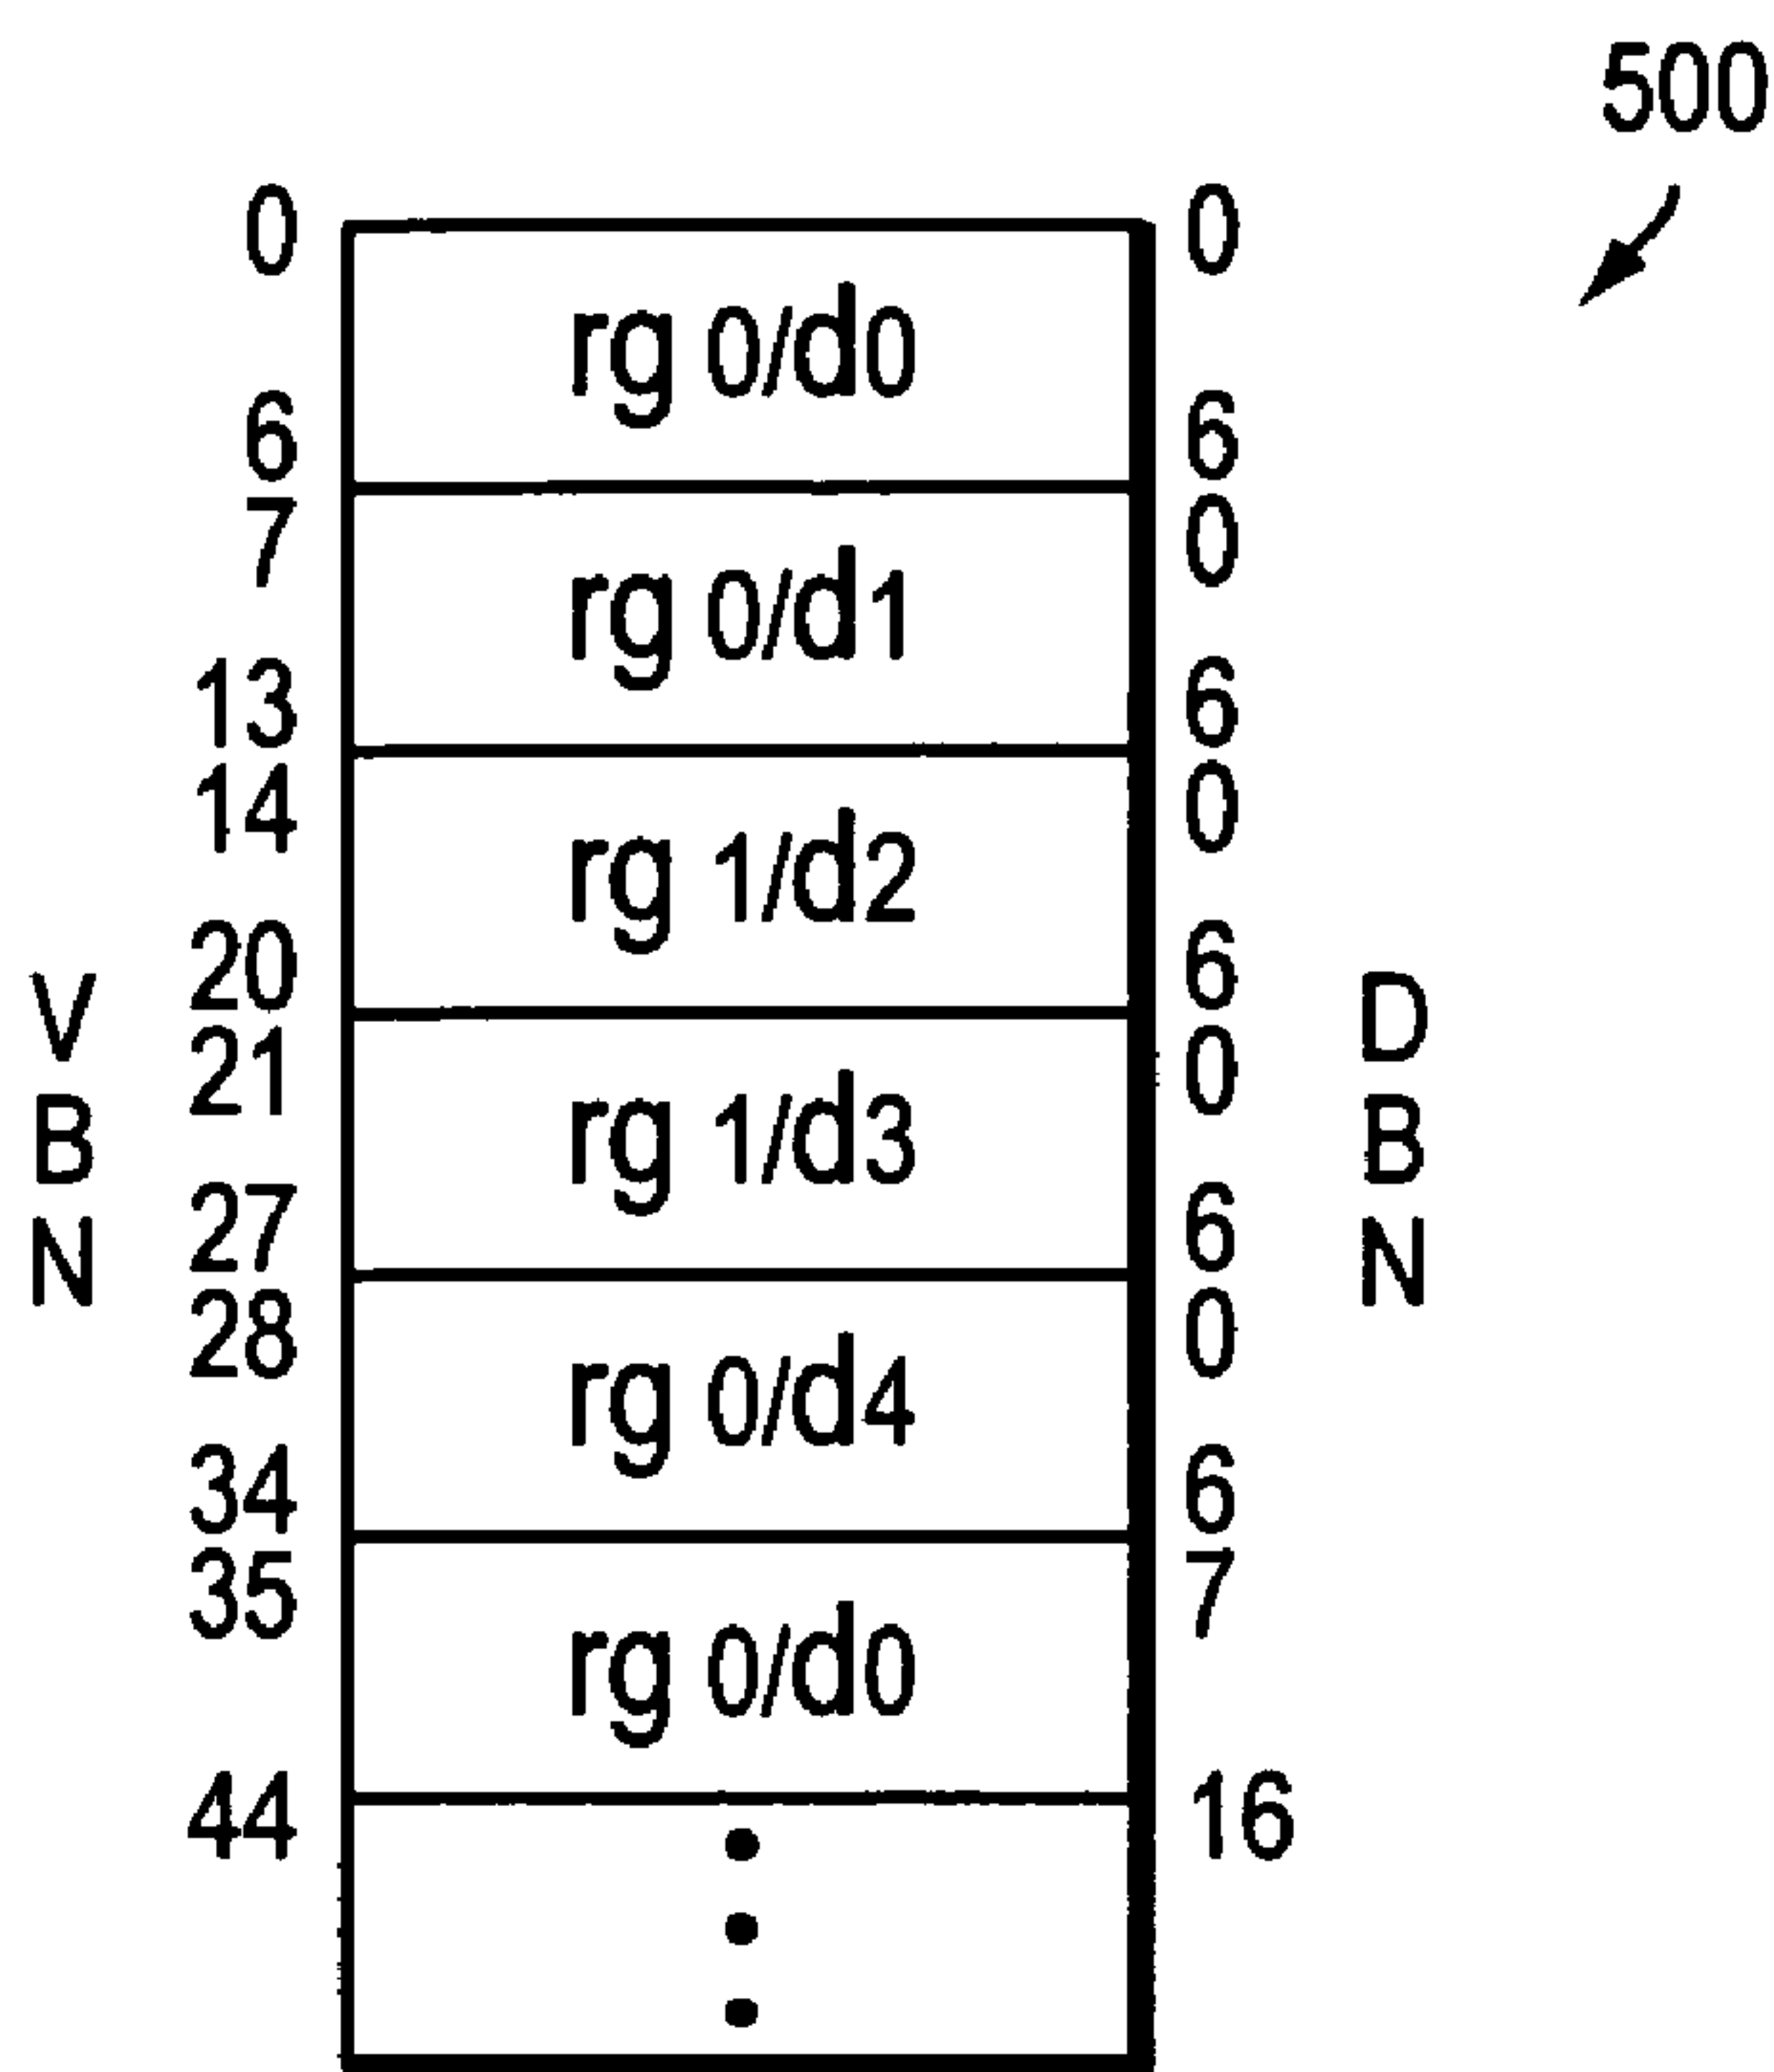 500
0 0
rg 0/d0
6 6
7 0
rg 0/d1
13 6
14 0
rg 1/d2
20 6
21 0
rg 1/d3
27 6
28 0
rg 0/d4
34 6
35 7
rg 0/d0
44 16
V
B
N
D
B
N